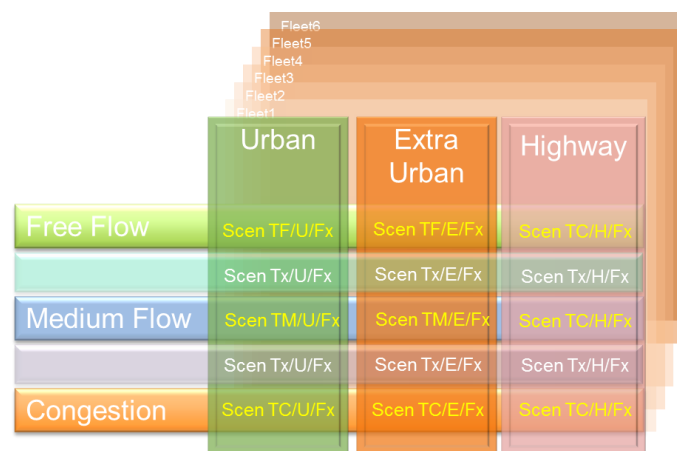 Fleet6
Fleet5
Fleet4
Fleet3
Fleet2
Fleet1
Urban
Extra
Urban
Highway
Free Flow
Scen TF/U/Fx
Scen TF/E/Fx
Scen TC/H/Fx
Scen Tx/U/Fx
Scen Tx/E/Fx
Scen Tx/H/Fx
Medium Flow
Scen TM/U/Fx
Scen TM/E/Fx
Scen TC/H/Fx
Scen Tx/U/Fx
Scen Tx/E/Fx
Scen Tx/H/Fx
Congestion
Scen TC/U/Fx
Scen TC/E/Fx
Scen TC/H/Fx